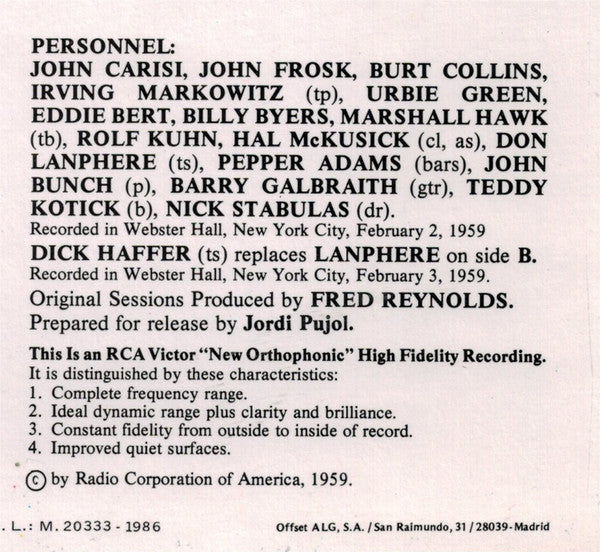 PERSONNEL:
JOHN CARISI, JOHN FROSK, BURT COLLINS,
IRVING MARKOWITZ (tp), URBIE GREEN,
EDDIE BERT, BILLY BYERS, MARSHALL HAWK
(tb), ROLF KUHN, HAL McKUSICK (cl, as), DON
LANPHERE (ts), PEPPER ADAMS (bars), JOHN
BUNCH (p), BARRY GALBRAITH (gtr), TEDDY
KOTICK (b), NICK STABULAS (dr).
Recorded in Webster Hall, New York City, February 2, 1959
DICK HAFFER (ts) replaces LANPHERE on side B.
Recorded in Webster Hall, New York City, February 3, 1959.
Original Sessions Produced by FRED REYNOLDS.
Prepared for release by Jordi Pujol.
This Is an RCA Victor “New Orthophonic” High Fidelity Recording.
It is distinguished by these characteristics:
1. Complete frequency range.
2. Ideal dynamic range plus clarity and brilliance.
3. Constant fidelity from outside to inside of record.
4. Improved quiet surfaces.
© by Radio Corporation of America, 1959.
. L.: M. 20333 - 1986
Offset ALG, S.A. / San Raimundo, 31 / 28039 - Madrid